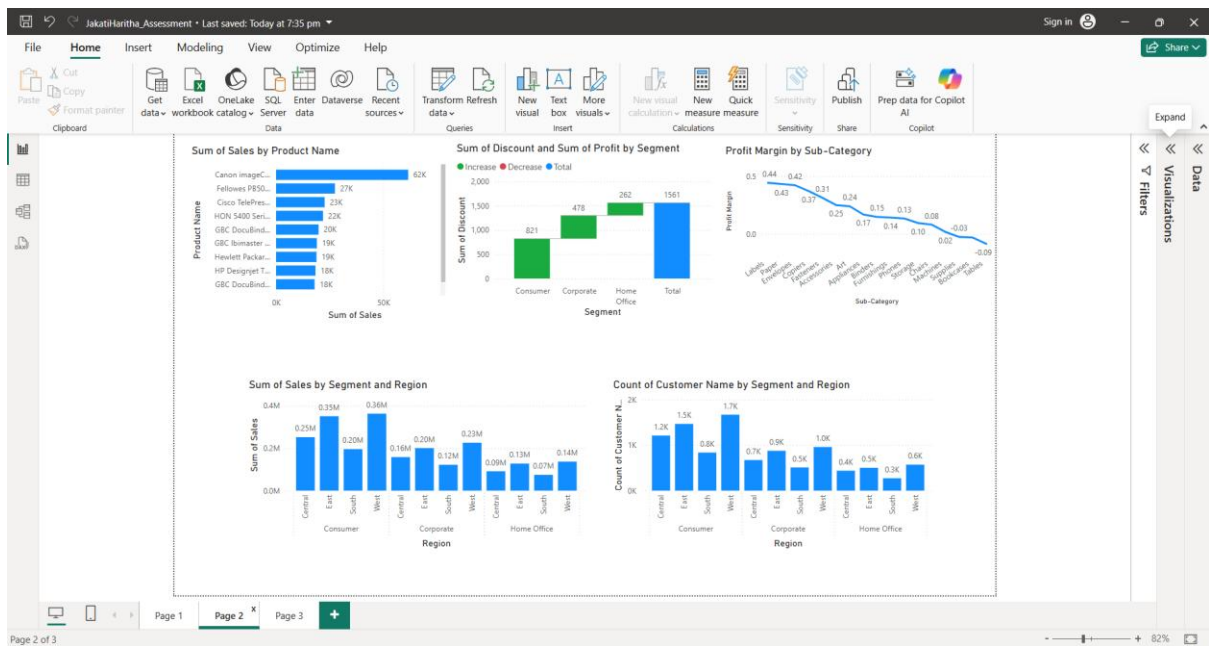 JakatiHaritha_Assessment • Last saved: Today at 7:35 pm
Sign in
File Home Insert Modeling View Optimize Help
Share
Paste
Cut
Copy
Format painter
Clipboard
Get data
Excel workbook
OneLake catalog
SQL Server
Enter data
Dataverse
Recent sources
Data
Transform data
Refresh
Queries
New visual
Text box
More visuals
Insert
New visual calculation
New measure
Quick measure
Calculations
Sensitivity
Sensitivity
Publish
Share
Prep data for AI
Copilot
Copilot
Expand
Filters
Visualizations
Data
Sum of Sales by Product Name
Product Name
Canon imageC... 62K
Fellowes PB50... 27K
Cisco TelePres... 23K
HON 5400 Seri... 22K
GBC DocuBind... 20K
GBC Ibimaster ... 19K
Hewlett Packar... 19K
HP Designjet T... 18K
GBC DocuBind... 18K
0K 50K
Sum of Sales
Sum of Discount and Sum of Profit by Segment
Increase Decrease Total
Sum of Discount
2,000
1,500
1,000
500
0
821 478 262 1561
Consumer Corporate Home Office Total
Segment
Profit Margin by Sub-Category
Profit Margin
0.5
0.0
0.44 0.43 0.42 0.37 0.31 0.25 0.24 0.17 0.15 0.14 0.13 0.10 0.08 0.02 -0.03 -0.09
Labels Paper Envelopes Copiers Fasteners Accessories Art Appliances Binders Furnishings Phones Storage Chairs Machines Supplies Bookcases Tables
Sub-Category
Sum of Sales by Segment and Region
Sum of Sales
0.4M
0.2M
0.0M
0.25M 0.35M 0.20M 0.36M 0.16M 0.20M 0.12M 0.23M 0.09M 0.13M 0.07M 0.14M
Central East South West Central East South West Central East South West
Consumer Corporate Home Office
Region
Count of Customer Name by Segment and Region
Count of Customer N...
2K
1K
0K
1.2K 1.5K 0.8K 1.7K 0.7K 0.9K 0.5K 1.0K 0.4K 0.5K 0.3K 0.6K
Central East South West Central East South West Central East South West
Consumer Corporate Home Office
Region
Page 1 Page 2 Page 3
Page 2 of 3
82%